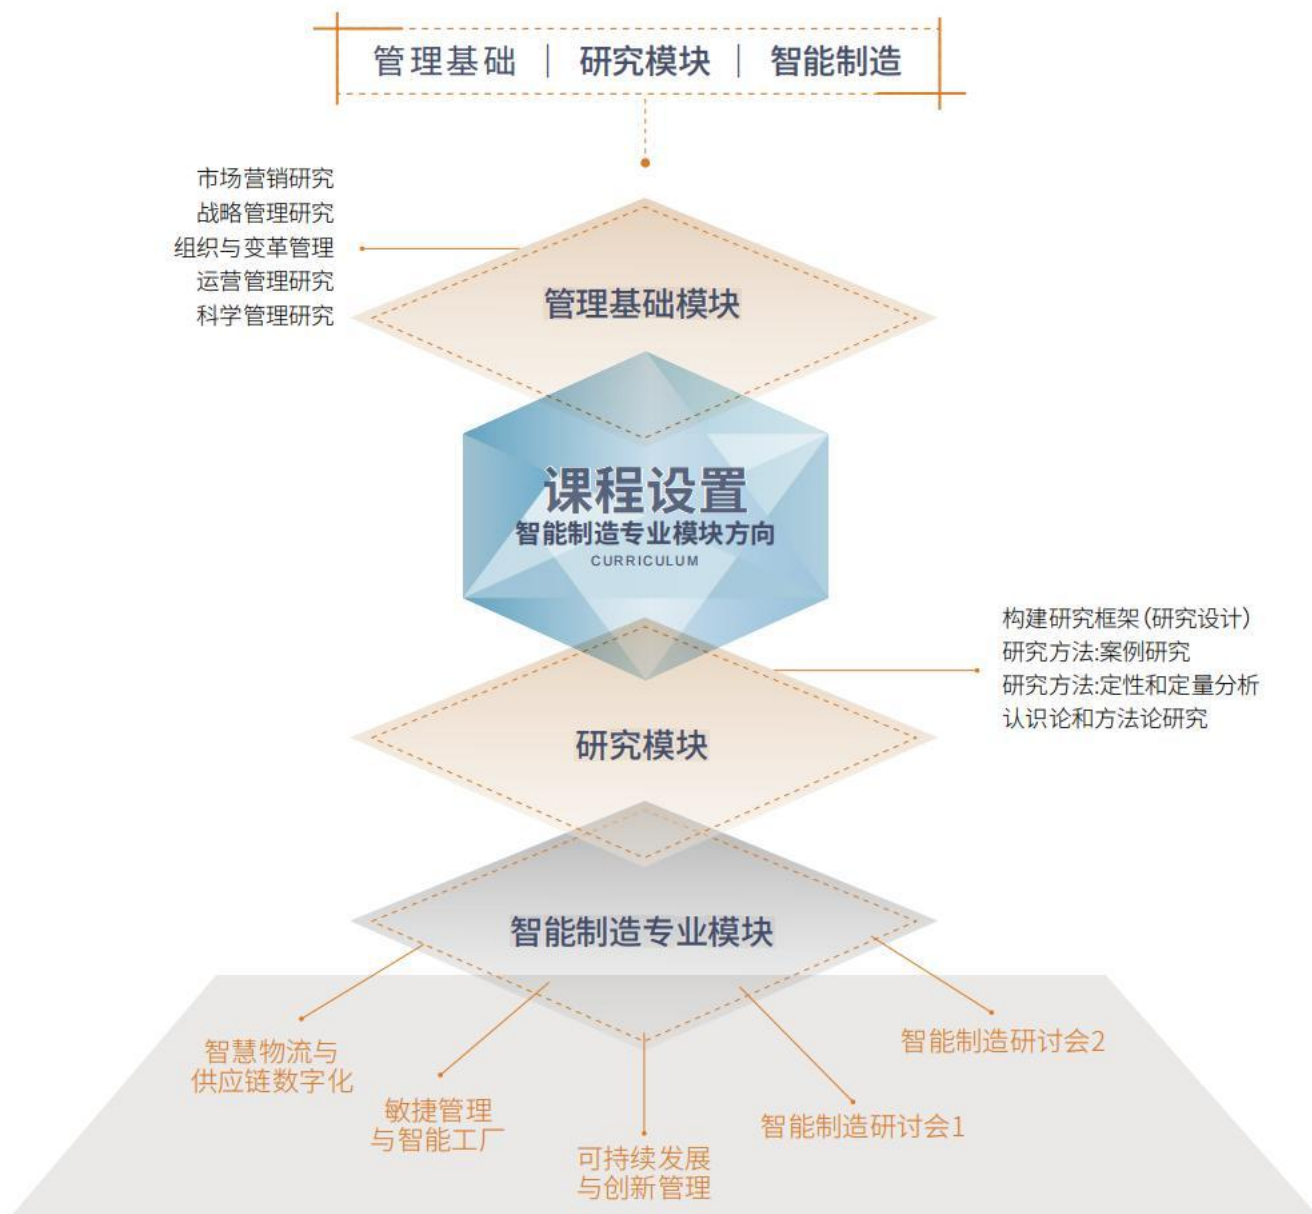 管理基础 | 研究模块 | 智能制造
市场营销研究
战略管理研究
组织与变革管理
运营管理研究
科学管理研究
管理基础模块
课程设置
智能制造专业模块方向
CURRICULUM
构建研究框架(研究设计)
研究方法:案例研究
研究方法:定性和定量分析
认识论和方法论研究
研究模块
智能制造专业模块
智慧物流与
供应链数字化
敏捷管理
与智能工厂
可持续发展
与创新管理
智能制造研讨会1
智能制造研讨会2